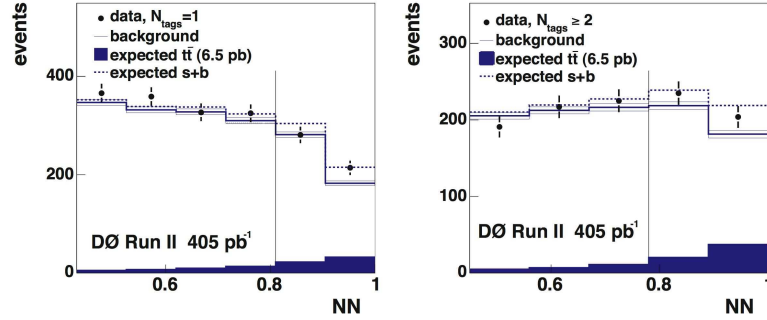 events
data, N_tags=1
background
expected tt̄ (6.5 pb)
expected s+b
400
200
0
DØ Run II 405 pb⁻¹
0.6
0.8
1
NN
events
data, N_tags ≥ 2
background
expected tt̄ (6.5 pb)
expected s+b
300
200
100
0
DØ Run II 405 pb⁻¹
0.6
0.8
1
NN